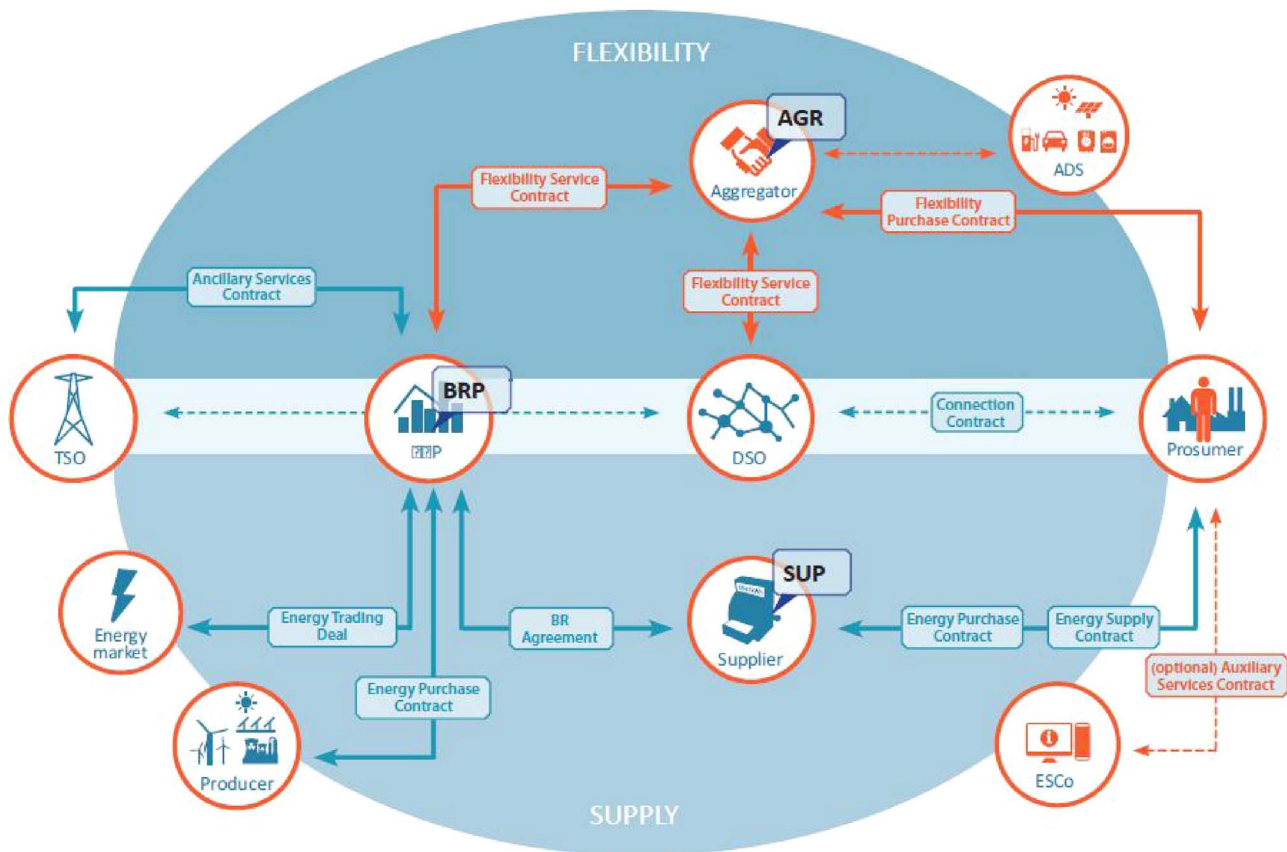 FLEXIBILITY
AGR
Aggregator
ADS
Flexibility Service
Contract
Flexibility
Purchase Contract
Ancillary Services
Contract
Flexibility Service
Contract
TSO
BRP
P
DSO
Connection
Contract
Prosumer
SUP
Supplier
Energy
market
Energy Trading
Deal
BR
Agreement
Energy Purchase
Contract
Energy Supply
Contract
(optional) Auxiliary
Services Contract
Energy Purchase
Contract
Producer
ESCo
SUPPLY